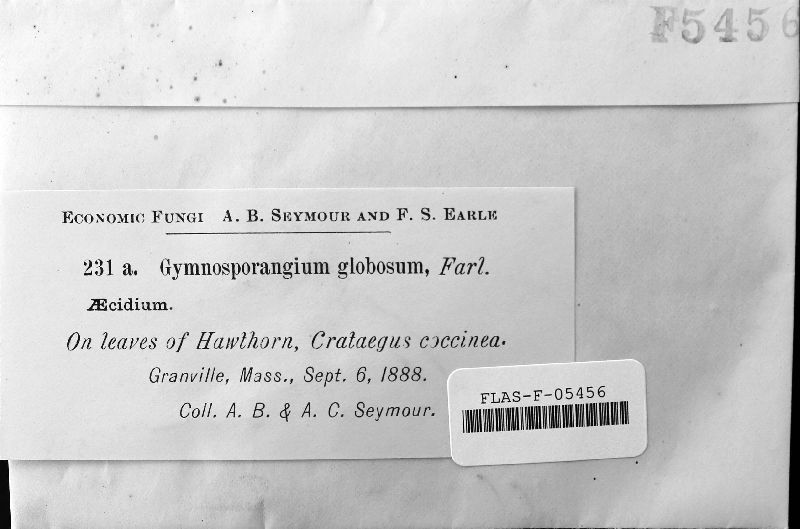 F5456
ECONOMIC FUNGI A. B. SEYMOUR AND F. S. EARLE
231 a. Gymnosporangium globosum, Farl.
Æcidium.
On leaves of Hawthorn, Crataegus coccinea.
Granville, Mass., Sept. 6, 1888.
Coll. A. B. & A. C. Seymour.
FLAS-F-05456